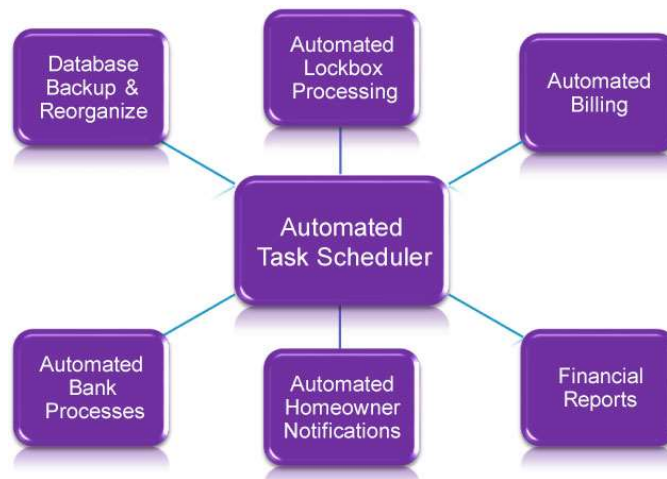 Database
Backup &
Reorganize
Automated
Lockbox
Processing
Automated
Billing
Automated
Task Scheduler
Automated
Bank
Processes
Automated
Homeowner
Notifications
Financial
Reports